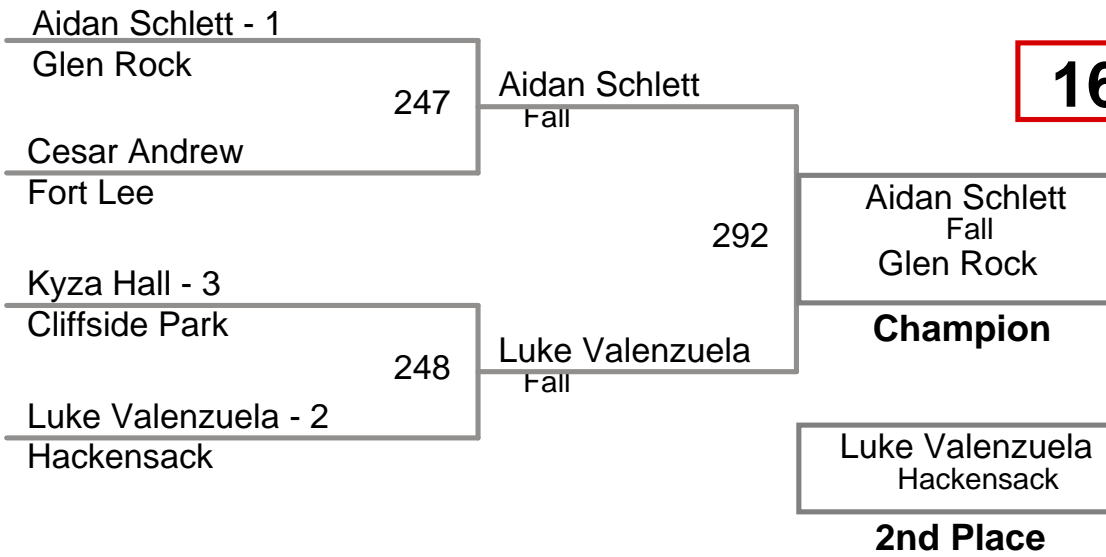 Aidan Schlett - 1
Glen Rock
247
Cesar Andrew
Fort Lee
Kyza Hall - 3
Cliffside Park
248
Luke Valenzuela - 2
Hackensack
Aidan Schlett
Fall
292
Luke Valenzuela
Fall
16
Aidan Schlett
Fall
Glen Rock
Champion
Luke Valenzuela
Hackensack
2nd Place